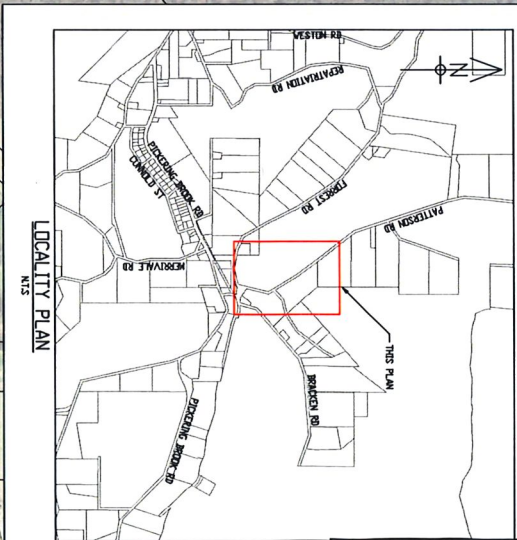 WESTON RD
REPATRIATION RD
N
PICKERING BROOK RD
CUNNOLD ST
FORREST RD
PATTERSON RD
MERRIVALE RD
THIS PLAN
BRACKEN RD
PICKERING BROOK RD
LOCALITY PLAN
N.T.S